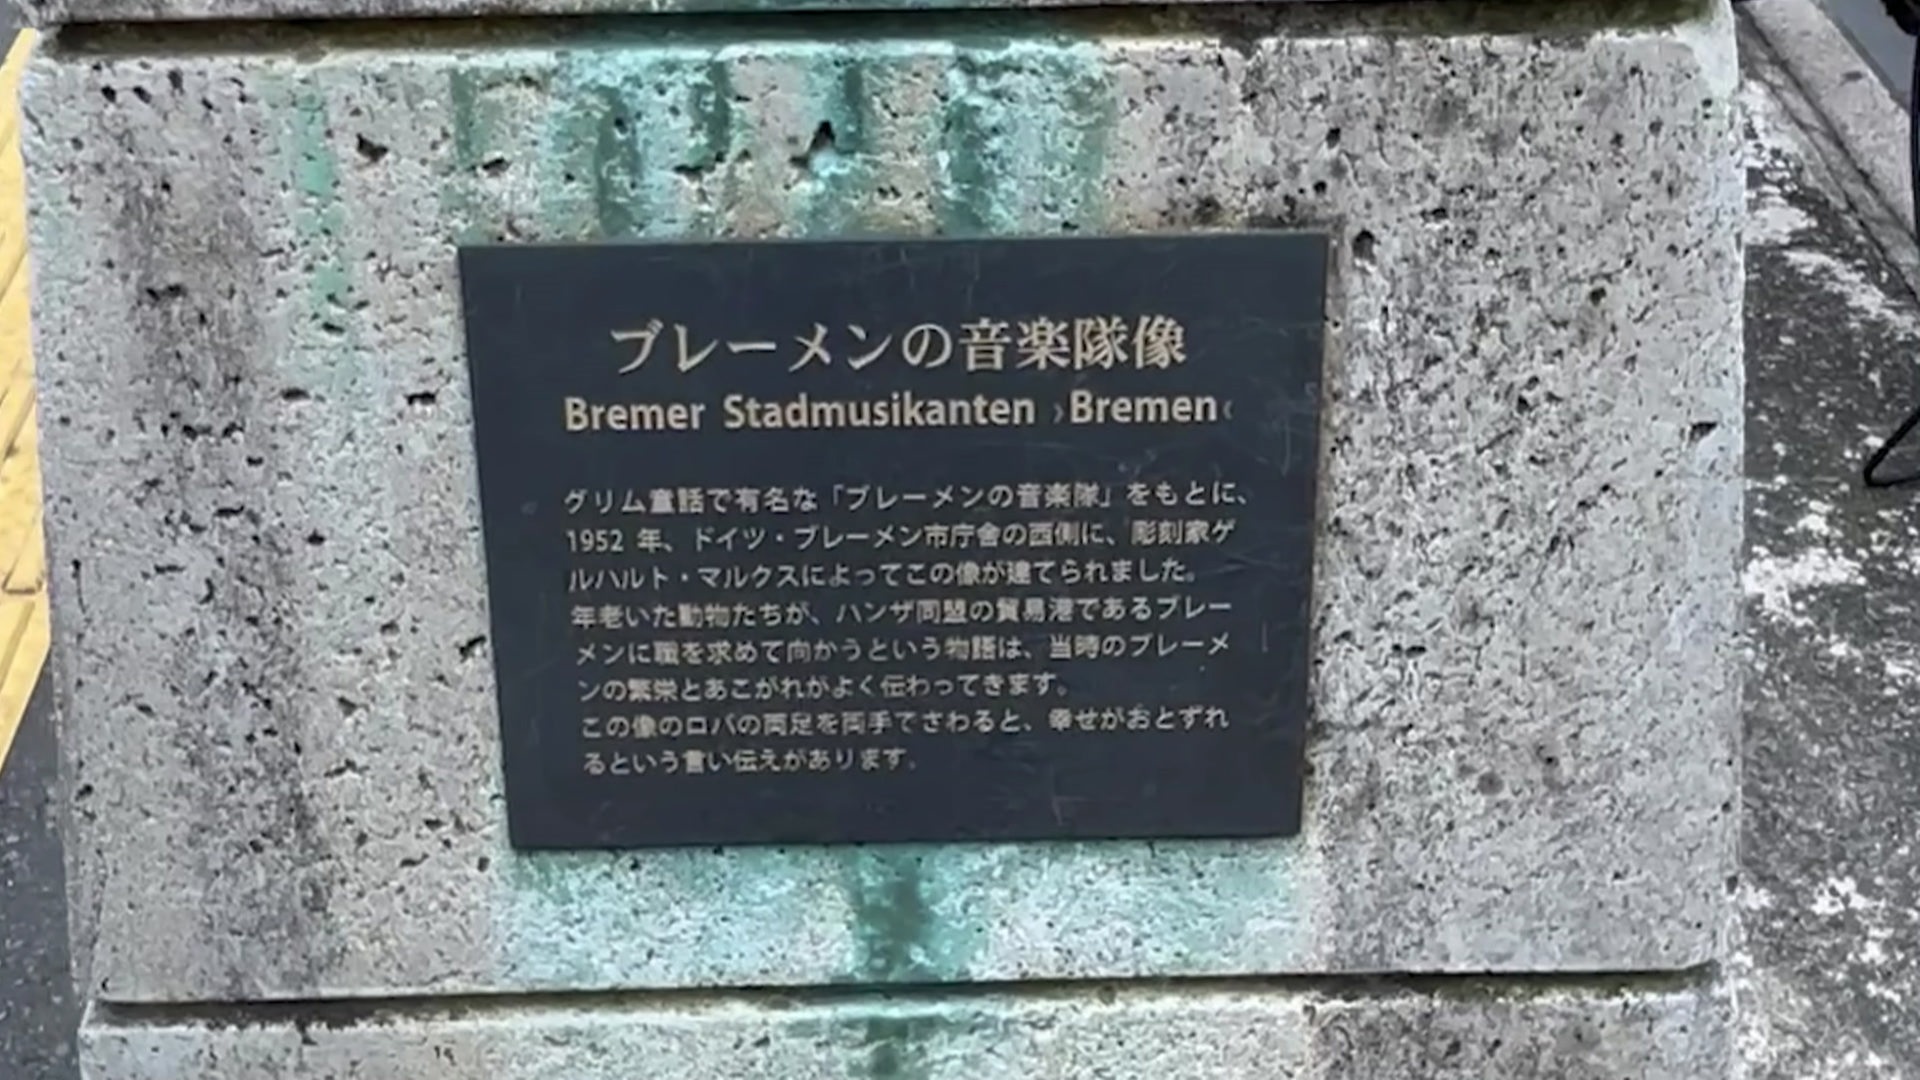 ブレーメンの音楽隊像
Bremer Stadmusikanten ›Bremen‹
グリム童話で有名な「ブレーメンの音楽隊」をもとに、
1952 年、ドイツ・ブレーメン市庁舎の西側に、彫刻家ゲ
ルハルト・マルクスによってこの像が建てられました。
年老いた動物たちが、ハンザ同盟の貿易港であるブレー
メンに職を求めて向かうという物語は、当時のブレーメ
ンの繁栄とあこがれがよく伝わってきます。
この像のロバの両足を両手でさわると、幸せがおとずれ
るという言い伝えがあります。